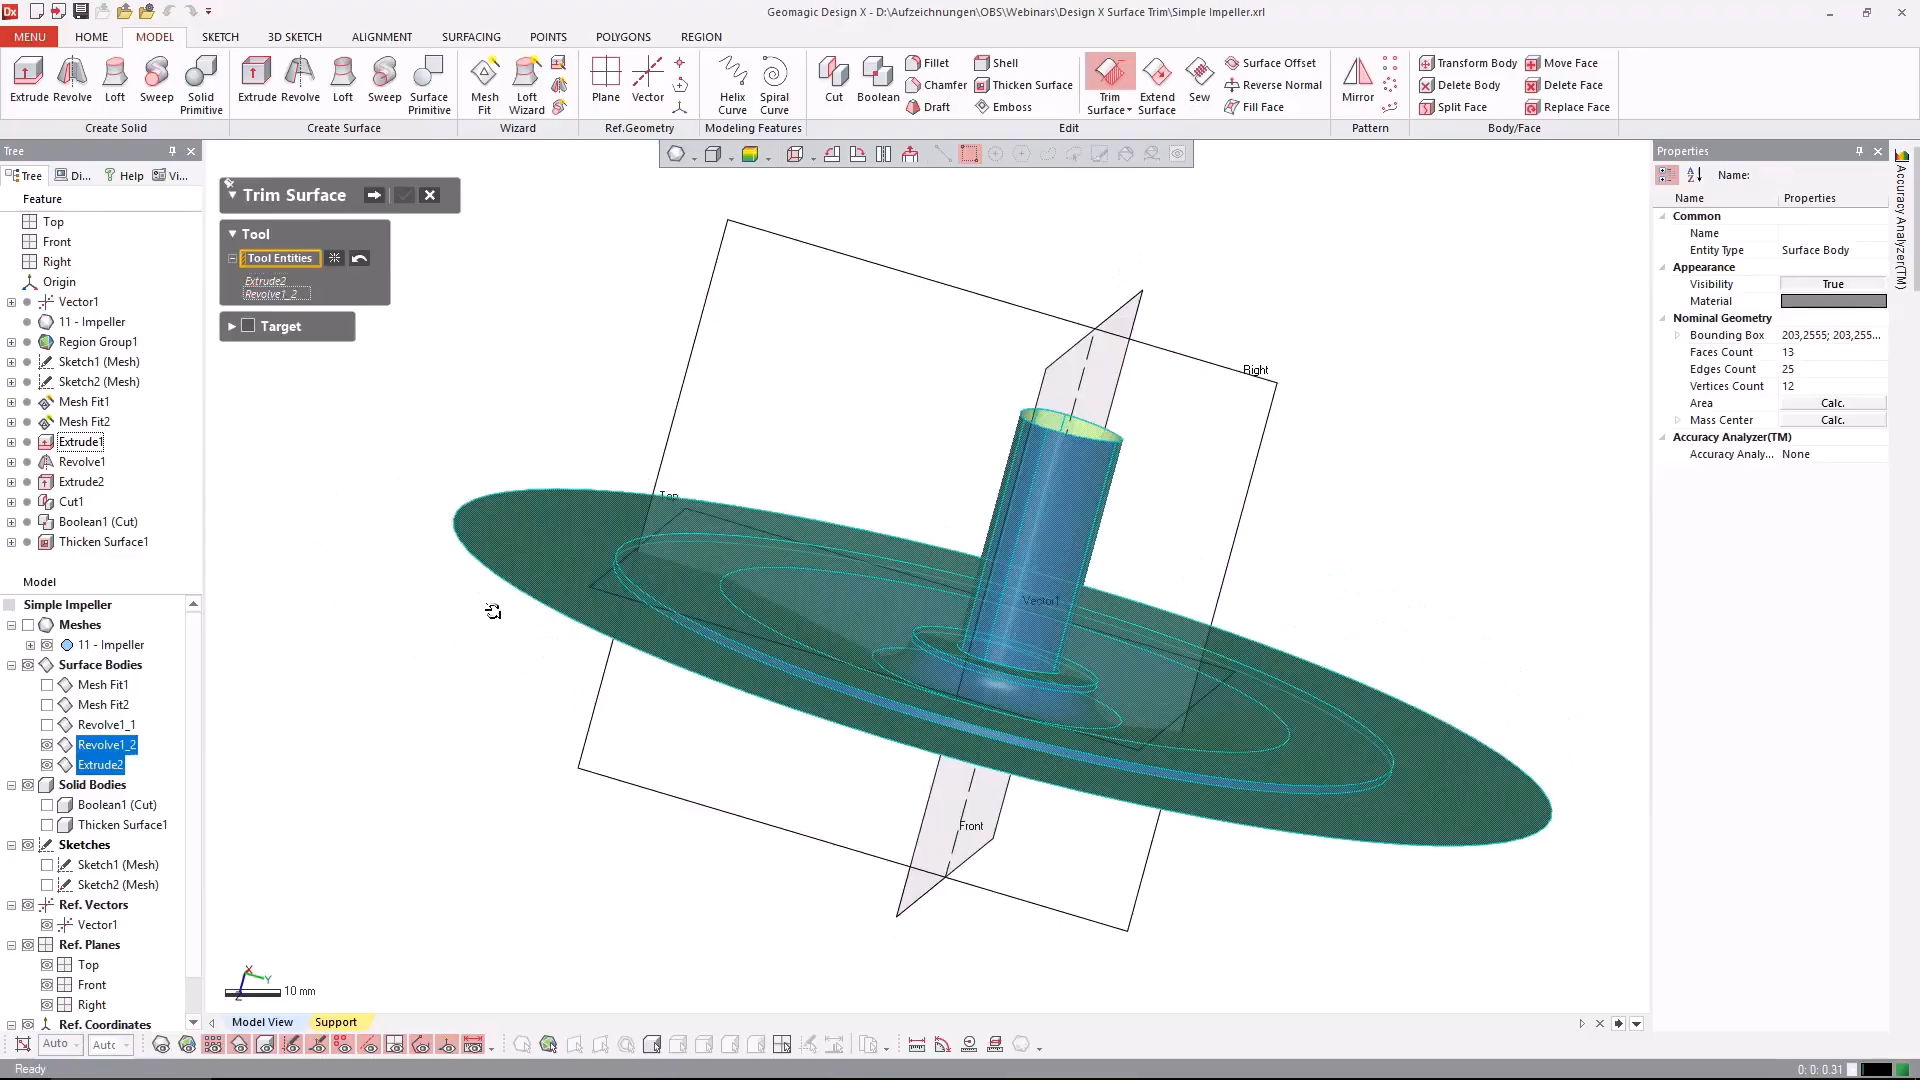 Geomagic Design X - D:\Aufzeichnungen\OBS\Webinars\Design X Surface Trim\Simple Impeller.xrl
Dx
MENU HOME MODEL SKETCH 3D SKETCH ALIGNMENT SURFACING POINTS POLYGONS REGION
Extrude Revolve Loft Sweep Solid Primitive
Create Solid
Extrude Revolve Loft Sweep Surface Primitive
Create Surface
Mesh Fit Loft Wizard
Wizard
Plane Vector
Ref.Geometry
Helix Curve Spiral Curve
Modeling Features
Cut Boolean
Fillet Shell
Chamfer Thicken Surface
Draft Emboss
Trim Surface Extend Surface Sew
Surface Offset
Reverse Normal
Fill Face
Edit
Mirror
Pattern
Transform Body Move Face
Delete Body Delete Face
Split Face Replace Face
Body/Face
Tree
Tree Di... Help Vi...
Feature
Top
Front
Right
Origin
Vector1
11 - Impeller
Region Group1
Sketch1 (Mesh)
Sketch2 (Mesh)
Mesh Fit1
Mesh Fit2
Extrude1
Revolve1
Extrude2
Cut1
Boolean1 (Cut)
Thicken Surface1
Model
Simple Impeller
Meshes
11 - Impeller
Surface Bodies
Mesh Fit1
Mesh Fit2
Revolve1_1
Revolve1_2
Extrude2
Solid Bodies
Boolean1 (Cut)
Thicken Surface1
Sketches
Sketch1 (Mesh)
Sketch2 (Mesh)
Ref. Vectors
Vector1
Ref. Planes
Top
Front
Right
Ref. Coordinates
Trim Surface
Tool
Tool Entities
Extrude2
Revolve1_2
Target
Right
Top
Vector1
Front
X
Y
Z
10 mm
Model View Support
Properties
Name:
Name Properties
Common
Name
Entity Type Surface Body
Appearance
Visibility True
Material
Nominal Geometry
Bounding Box 203,2555; 203,255...
Faces Count 13
Edges Count 25
Vertices Count 12
Area Calc.
Mass Center Calc.
Accuracy Analyzer(TM)
Accuracy Analy... None
Accuracy Analyzer(TM)
Auto Autc
Ready
0: 0: 0.31